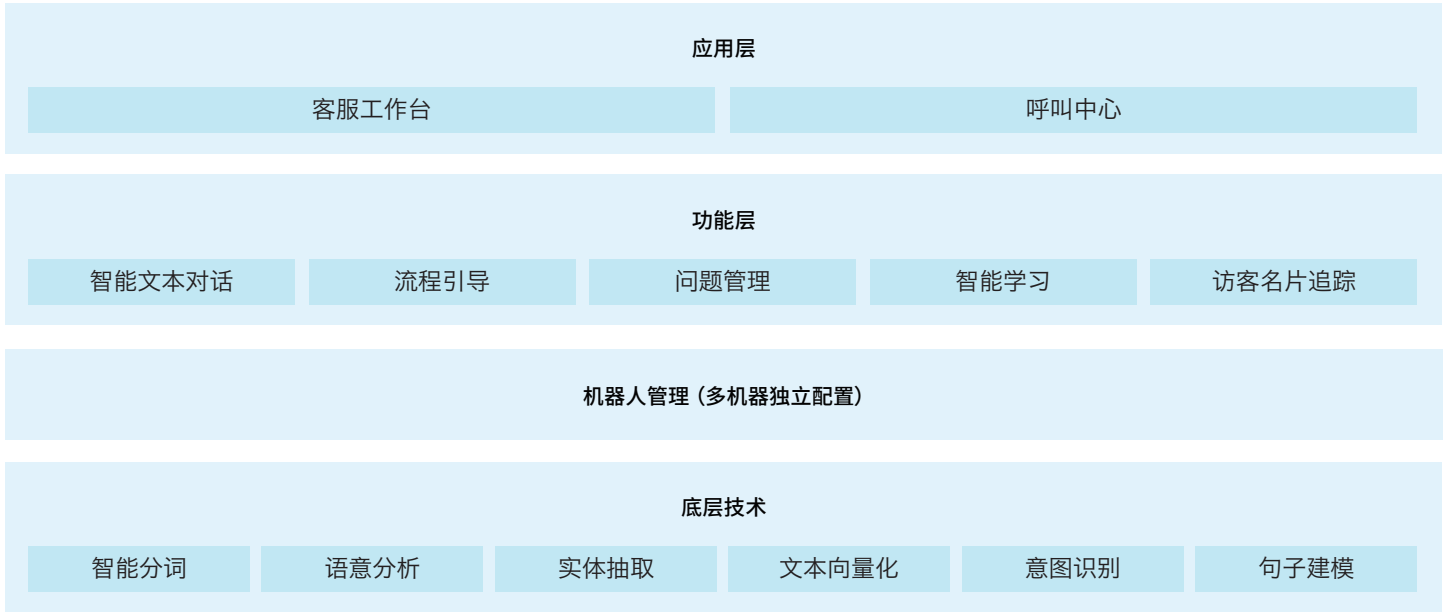 应用层
客服工作台 呼叫中心
功能层
智能文本对话 流程引导 问题管理 智能学习 访客名片追踪
机器人管理（多机器独立配置）
底层技术
智能分词 语意分析 实体抽取 文本向量化 意图识别 句子建模